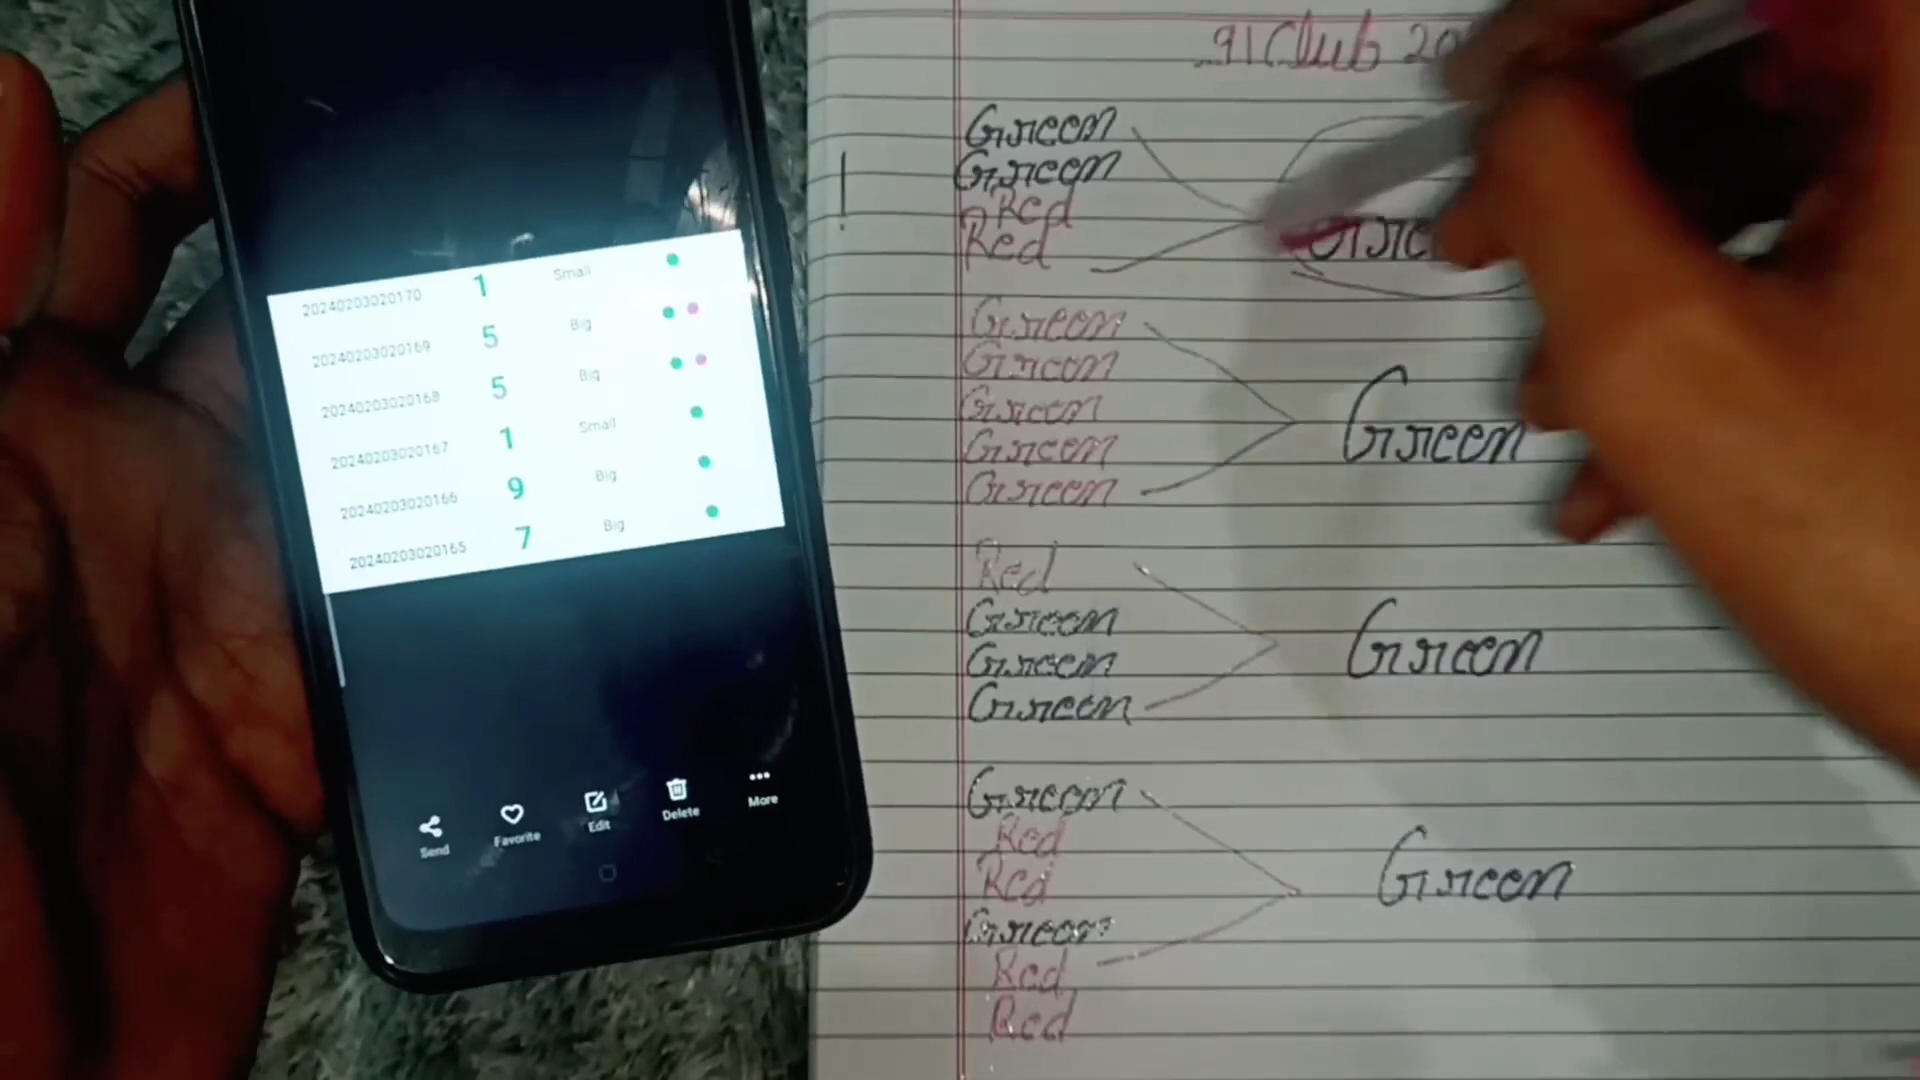 20240203020170 1 Small
20240203020169 5 Big
20240203020168 5 Big
20240203020167 1 Small
20240203020166 9 Big
20240203020165 7 Big
Send Favorite Edit Delete More
91 Club
Green
Green
Red
Red
Green
Green
Green
Green
Green
Green
Red
Green
Green
Green
Green
Green
Red
Red
Green
Red
Red
Green